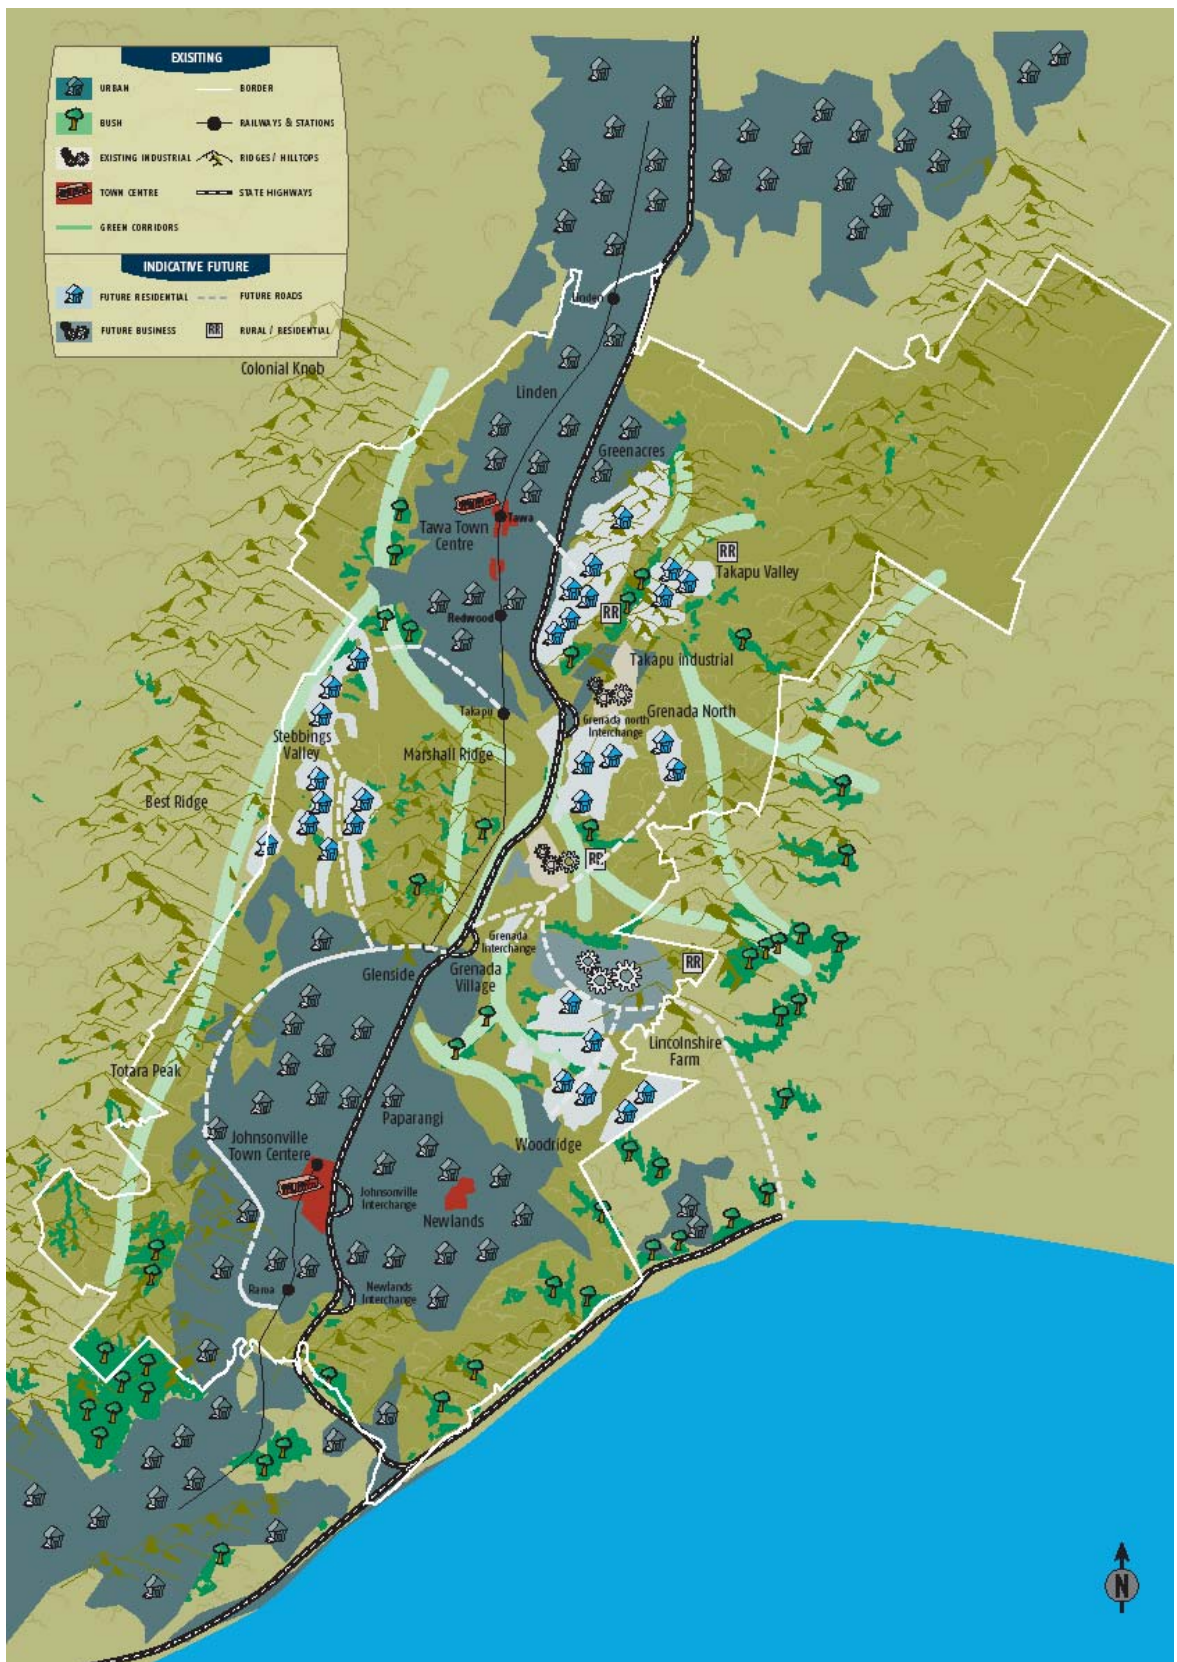 EXISITING
URBAN
BORDER
BUSH
RAILWAYS & STATIONS
EXISTING INDUSTRIAL
RIDGES / HILLTOPS
TOWN CENTRE
STATE HIGHWAYS
GREEN CORRIDORS
INDICATIVE FUTURE
FUTURE RESIDENTIAL
FUTURE ROADS
FUTURE BUSINESS
RR
RURAL / RESIDENTIAL
Linden
Colonial Knob
Linden
Greenacres
Tawa Town
Centre
Tawa
RR
Takapu Valley
RR
Redwood
Takapu industrial
Takapu
Grenada north
Interchange
Grenada North
Stebbings
Valley
Marshall Ridge
Best Ridge
RR
Grenada
Interchange
Glenside
Grenada
Village
RR
Lincolnshire
Farm
Totara Peak
Paparangi
Johnsonville
Town Centere
Woodridge
Johnsonville
Interchange
Newlands
Raroa
Newlands
Interchange
N